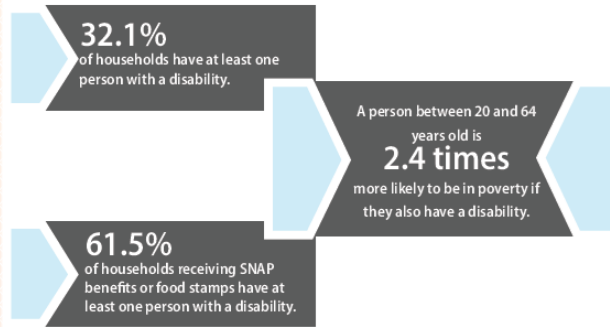 32.1%
of households have at least one
person with a disability.
A person between 20 and 64
years old is
2.4 times
more likely to be in poverty if
they also have a disability.
61.5%
of households receiving SNAP
benefits or food stamps have at
least one person with a disability.